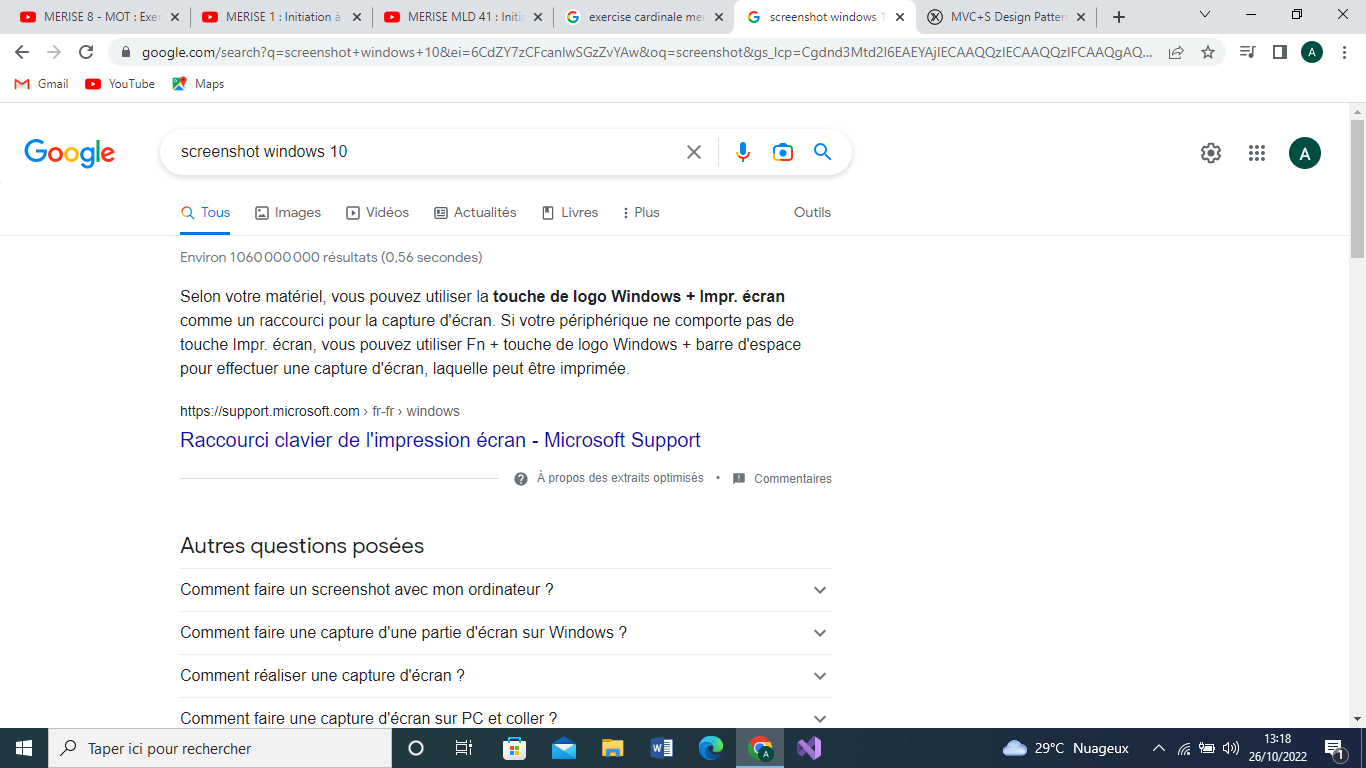 MERISE 8 - MOT : Exer
MERISE 1 : Initiation à
MERISE MLD 41 : Initia
exercise cardinale mer
screenshot windows 1
MVC+S Design Pattern
google.com/search?q=screenshot+windows+10&ei=6CdZY7zCFcanlwSGzZvYAw&oq=screenshot&gs_lcp=Cgdnd3Mtd2l6EAEYAjIECAAQQzIECAAQQzIFCAAQgAQ...
A
Gmail
YouTube
Maps
Google
screenshot windows 10
A
Tous
Images
Vidéos
Actualités
Livres
Plus
Outils
Environ 1 060 000 000 résultats (0,56 secondes)
Selon votre matériel, vous pouvez utiliser la touche de logo Windows + Impr. écran
comme un raccourci pour la capture d'écran. Si votre périphérique ne comporte pas de
touche Impr. écran, vous pouvez utiliser Fn + touche de logo Windows + barre d'espace
pour effectuer une capture d'écran, laquelle peut être imprimée.
https://support.microsoft.com › fr-fr › windows
Raccourci clavier de l'impression écran - Microsoft Support
À propos des extraits optimisés • Commentaires
Autres questions posées
Comment faire un screenshot avec mon ordinateur ?
Comment faire une capture d'une partie d'écran sur Windows ?
Comment réaliser une capture d'écran ?
Comment faire une capture d'écran sur PC et coller ?
Taper ici pour rechercher
A
29°C Nuageux
13:18
26/10/2022
1